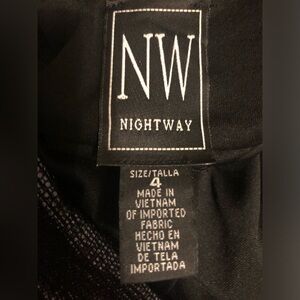 NW
NIGHTWAY
SIZE/TALLA
4
MADE IN
VIETNAM
OF IMPORTED
FABRIC
HECHO EN
VIETNAM
DE TELA
IMPORTADA